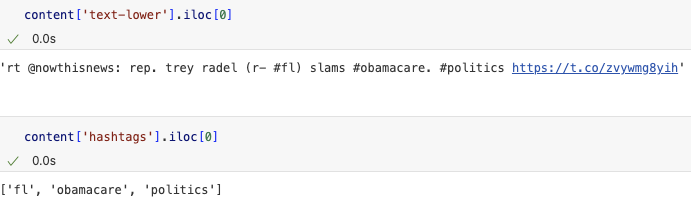 content['text-lower'].iloc[0]
✓ 0.0s
'rt @nowthisnews: rep. trey radel (r- #fl) slams #obamacare. #politics https://t.co/zvywmg8yih'
content['hashtags'].iloc[0]
✓ 0.0s
['fl', 'obamacare', 'politics']